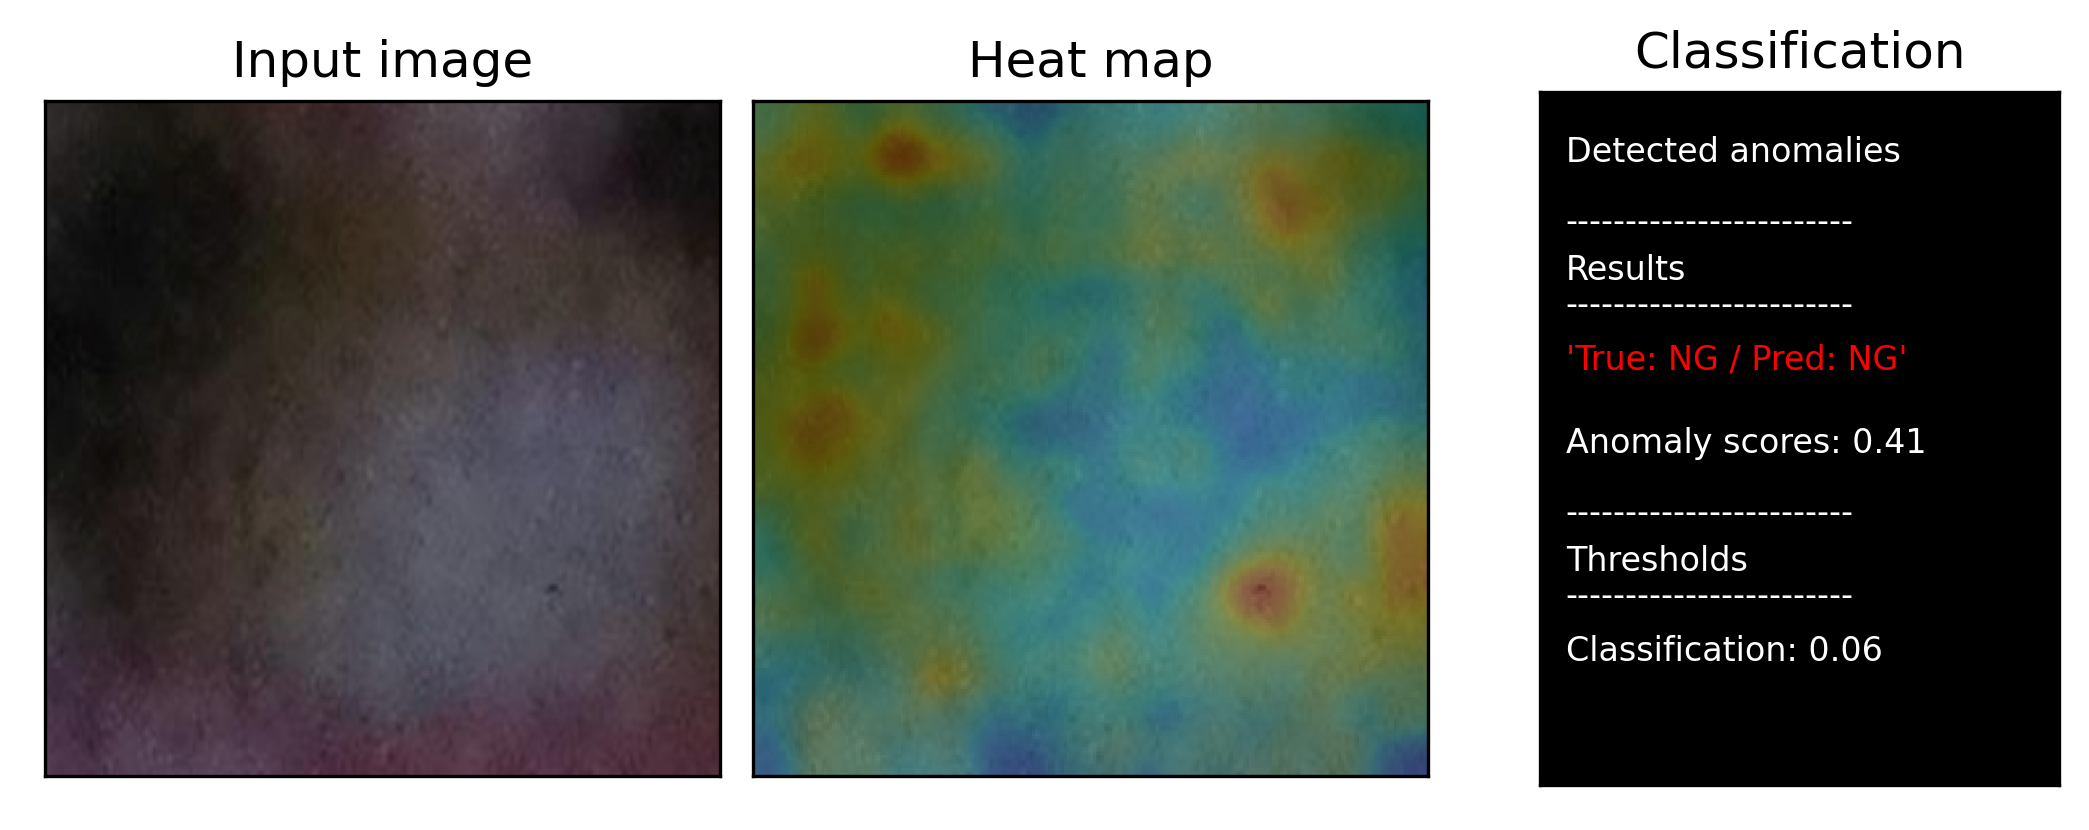 Input image
Heat map
Classification
Detected anomalies
------------------------
Results
------------------------
'True: NG / Pred: NG'
Anomaly scores: 0.41
------------------------
Thresholds
------------------------
Classification: 0.06